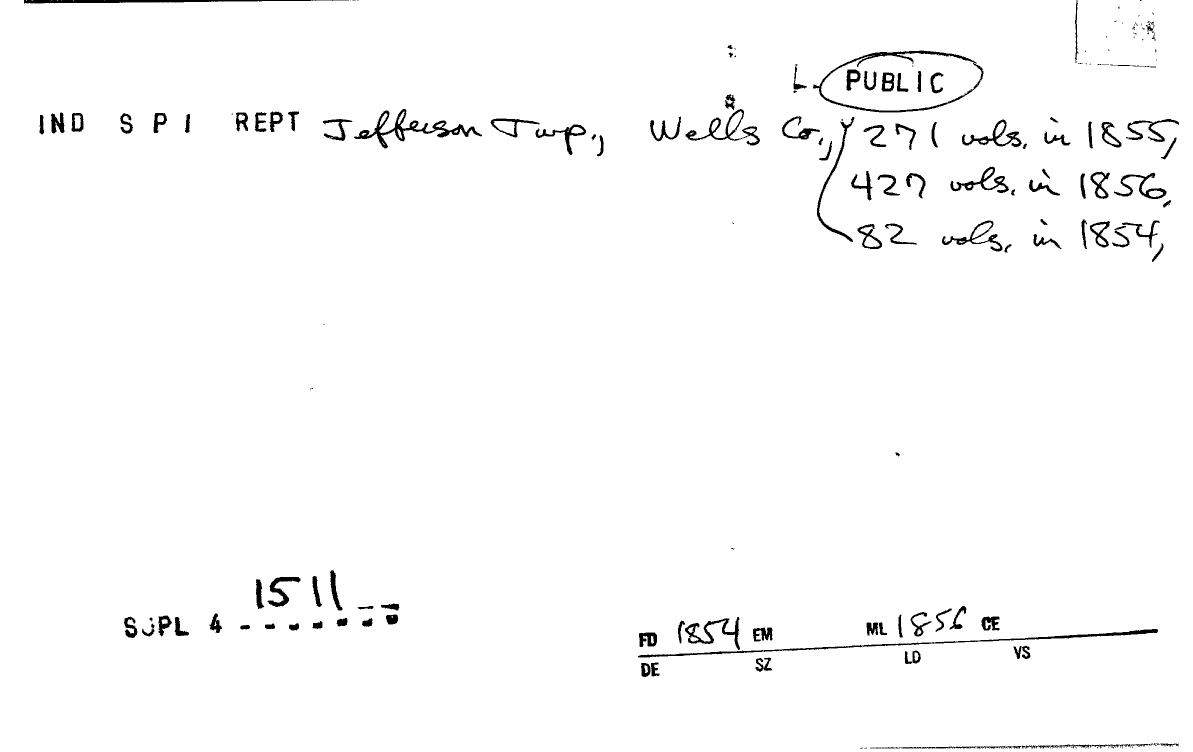 L. PUBLIC
IND S P I REPT Jefferson Twp., Wells Co., 271 vols. in 1855,
427 vols. in 1856,
82 vols. in 1854,
1511
SUPL 4 - - - - - - -
FD 1854 EM ML 1856 CE
DE SZ LD VS